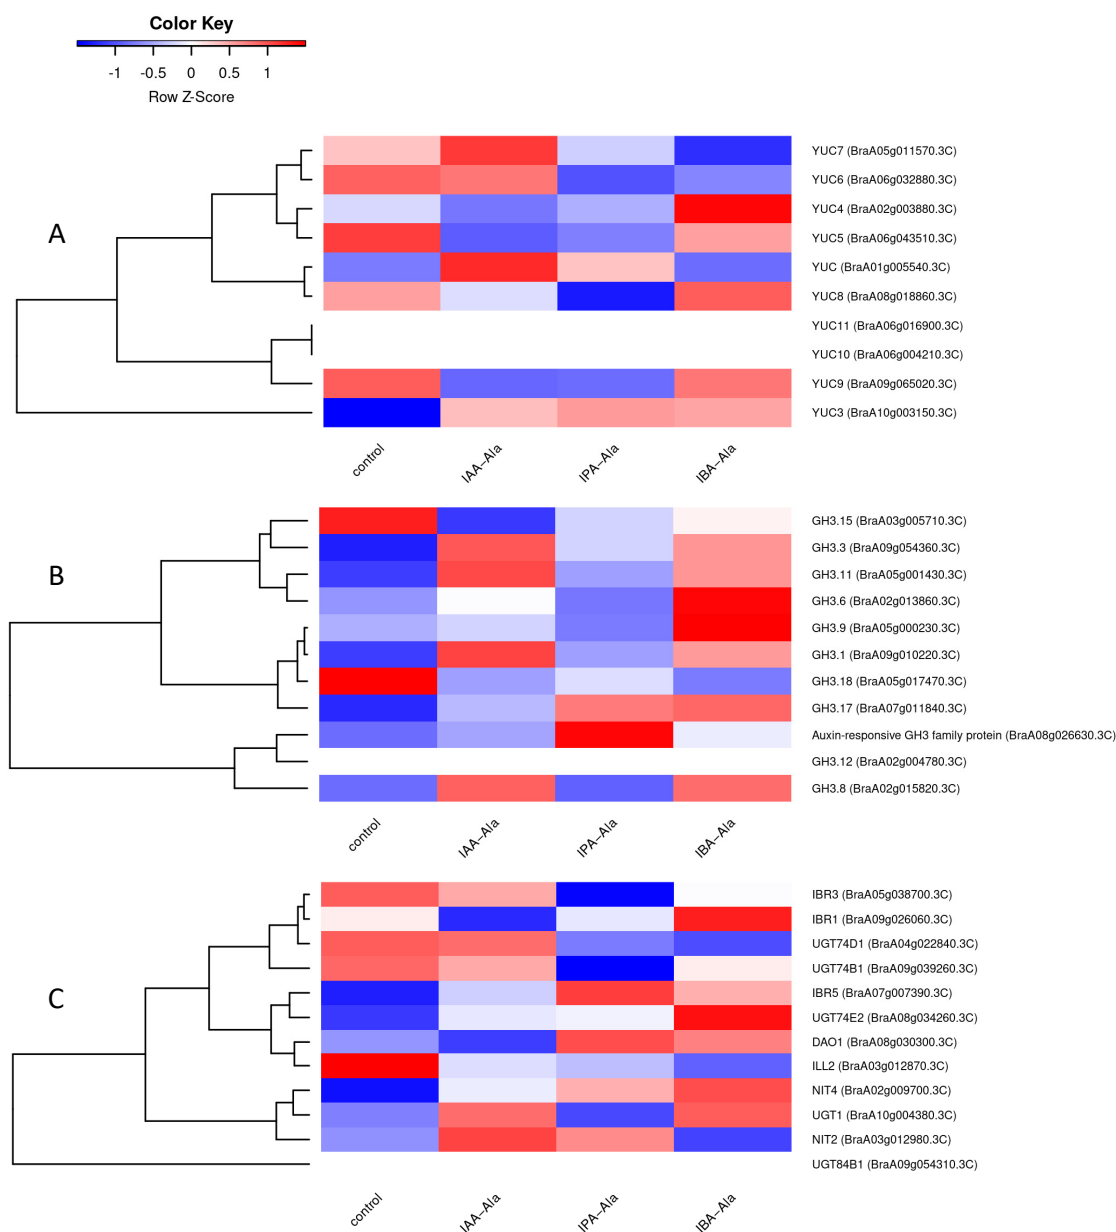 Color Key
-1 -0.5 0 0.5 1
Row Z-Score
A
YUC7 (BraA05g011570.3C)
YUC6 (BraA06g032880.3C)
YUC4 (BraA02g003880.3C)
YUC5 (BraA06g043510.3C)
YUC (BraA01g005540.3C)
YUC8 (BraA08g018860.3C)
YUC11 (BraA06g016900.3C)
YUC10 (BraA06g004210.3C)
YUC9 (BraA09g065020.3C)
YUC3 (BraA10g003150.3C)
control IAA−Ala IPA−Ala IBA−Ala
B
GH3.15 (BraA03g005710.3C)
GH3.3 (BraA09g054360.3C)
GH3.11 (BraA05g001430.3C)
GH3.6 (BraA02g013860.3C)
GH3.9 (BraA05g000230.3C)
GH3.1 (BraA09g010220.3C)
GH3.18 (BraA05g017470.3C)
GH3.17 (BraA07g011840.3C)
Auxin-responsive GH3 family protein (BraA08g026630.3C)
GH3.12 (BraA02g004780.3C)
GH3.8 (BraA02g015820.3C)
control IAA−Ala IPA−Ala IBA−Ala
C
IBR3 (BraA05g038700.3C)
IBR1 (BraA09g026060.3C)
UGT74D1 (BraA04g022840.3C)
UGT74B1 (BraA09g039260.3C)
IBR5 (BraA07g007390.3C)
UGT74E2 (BraA08g034260.3C)
DAO1 (BraA08g030300.3C)
ILL2 (BraA03g012870.3C)
NIT4 (BraA02g009700.3C)
UGT1 (BraA10g004380.3C)
NIT2 (BraA03g012980.3C)
UGT84B1 (BraA09g054310.3C)
control IAA−Ala IPA−Ala IBA−Ala